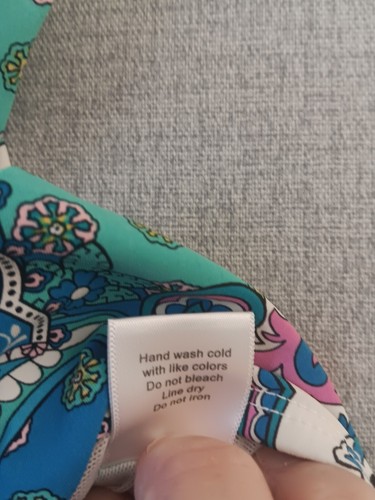 Hand wash cold
with like colors
Do not bleach
Line dry
Do not iron